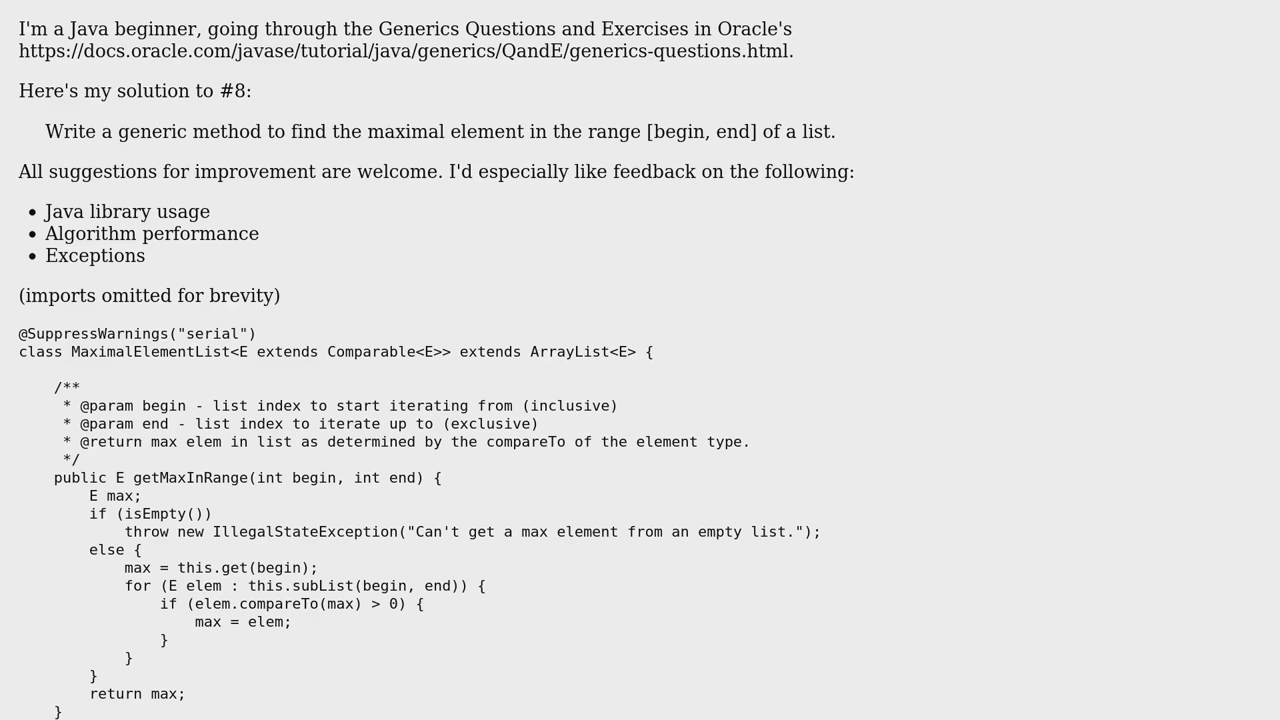 I'm a Java beginner, going through the Generics Questions and Exercises in Oracle's
https://docs.oracle.com/javase/tutorial/java/generics/QandE/generics-questions.html.
Here's my solution to #8:
Write a generic method to find the maximal element in the range [begin, end] of a list.
All suggestions for improvement are welcome. I'd especially like feedback on the following:
• Java library usage
• Algorithm performance
• Exceptions
(imports omitted for brevity)
@SuppressWarnings("serial")
class MaximalElementList<E extends Comparable<E>> extends ArrayList<E> {
    /**
     * @param begin - list index to start iterating from (inclusive)
     * @param end - list index to iterate up to (exclusive)
     * @return max elem in list as determined by the compareTo of the element type.
     */
    public E getMaxInRange(int begin, int end) {
        E max;
        if (isEmpty())
            throw new IllegalStateException("Can't get a max element from an empty list.");
        else {
            max = this.get(begin);
            for (E elem : this.subList(begin, end)) {
                if (elem.compareTo(max) > 0) {
                    max = elem;
                }
            }
        }
        return max;
    }